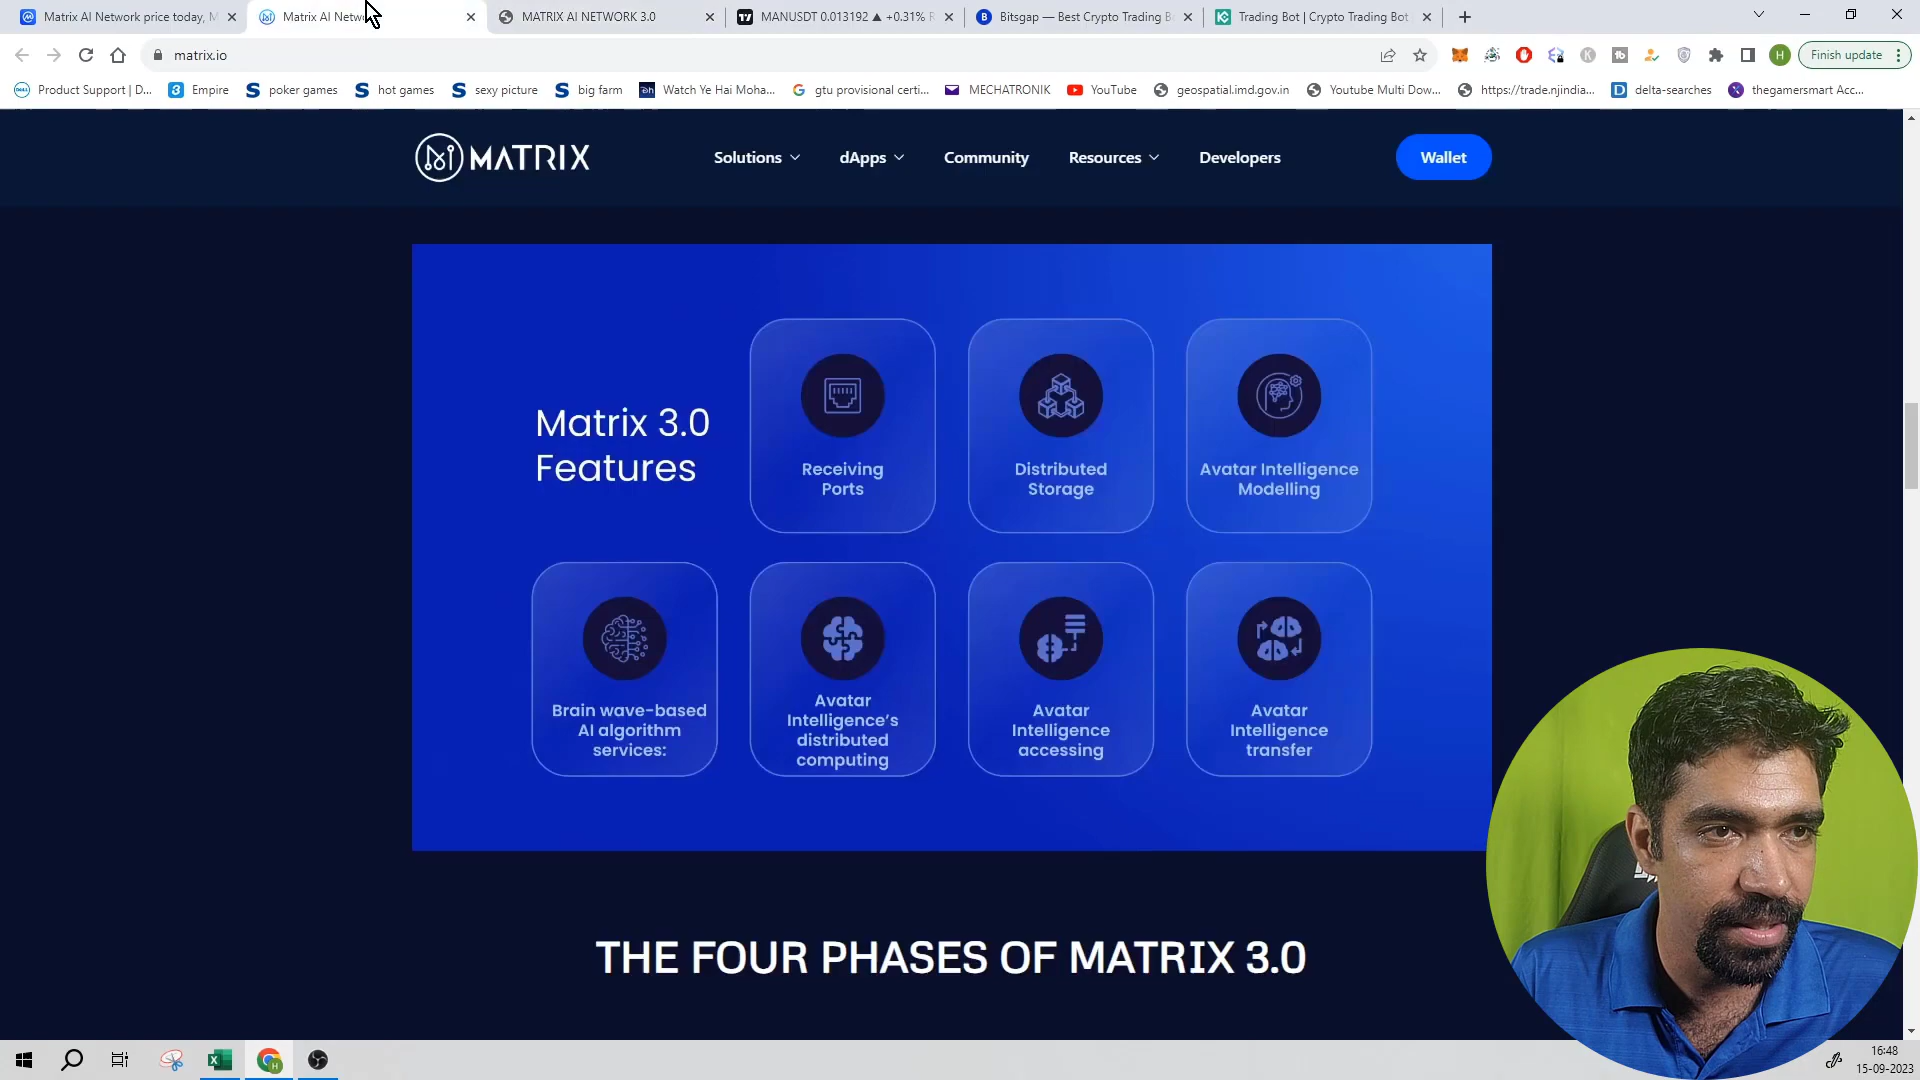 Matrix AI Network price today, M
Matrix AI Netw
MATRIX AI NETWORK 3.0
MANUSDT 0.013192 ▲ +0.31%
Bitsgap — Best Crypto Trading B
Trading Bot | Crypto Trading Bot
matrix.io
Finish update
Product Support | D...
Empire
poker games
hot games
sexy picture
big farm
Watch Ye Hai Moha...
gtu provisional certi...
MECHATRONIK
YouTube
geospatial.imd.gov.in
Youtube Multi Dow...
https://trade.njindia...
delta-searches
thegamersmart Acc...
MATRIX
Solutions
dApps
Community
Resources
Developers
Wallet
Matrix 3.0
Features
Receiving
Ports
Distributed
Storage
Avatar Intelligence
Modelling
Brain wave-based
AI algorithm
services:
Avatar
Intelligence’s
distributed
computing
Avatar
Intelligence
accessing
Avatar
Intelligence
transfer
THE FOUR PHASES OF MATRIX 3.0
16:48
15-09-2023